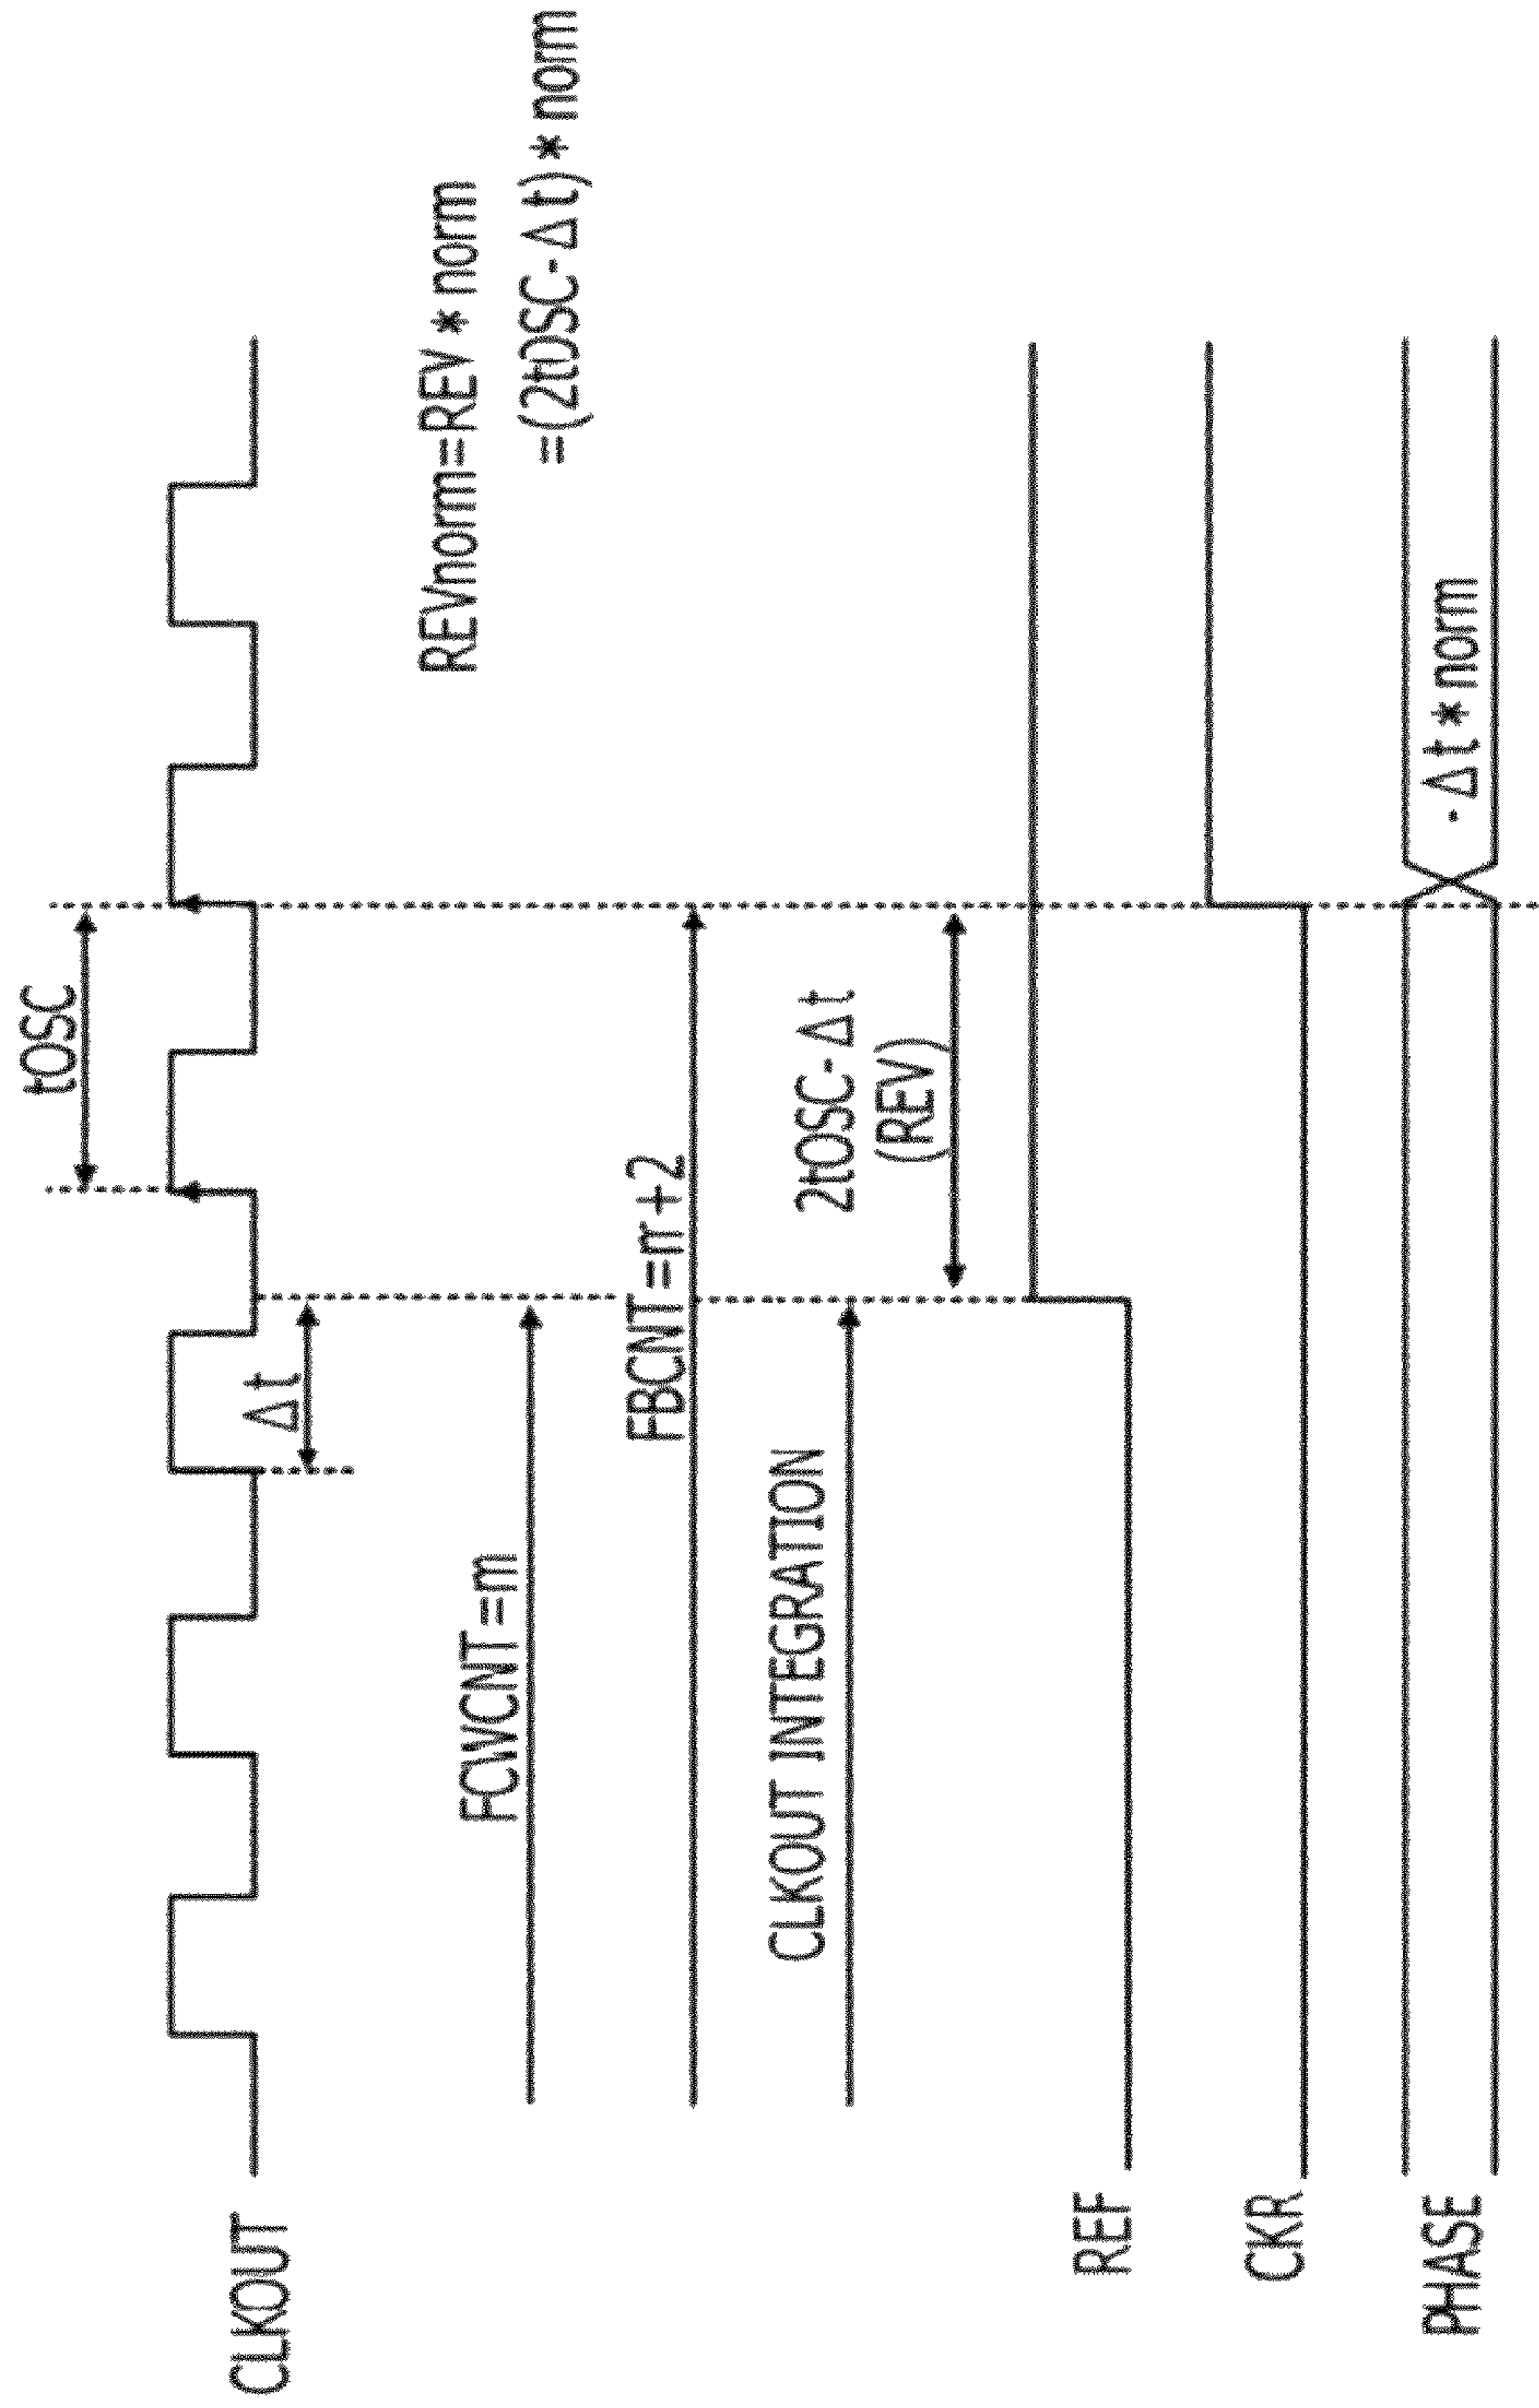 tOSC
CLKOUT
Δt
REVnorm=REV*norm
=(2tOSC-Δt)*norm
FCWCNT=m
FBCNT=m+2
CLKOUT INTEGRATION
2tOSC-Δt
(REV)
REF
CKR
PHASE
-Δt*norm